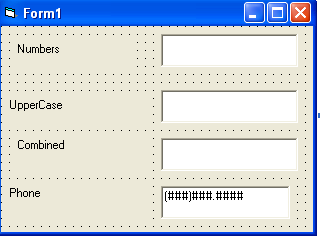 Form1
Numbers
UpperCase
Combined
Phone
(###)###.####